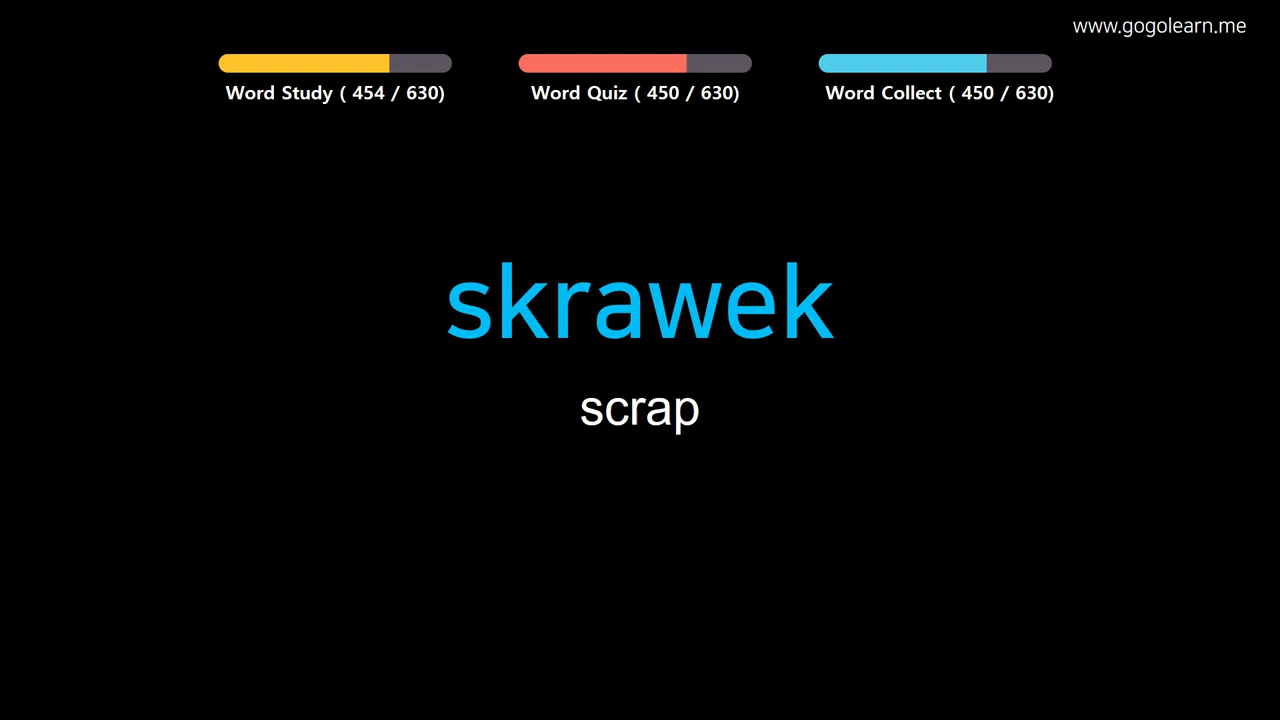 www.gogolearn.me
Word Study ( 454 / 630)
Word Quiz ( 450 / 630)
Word Collect ( 450 / 630)
skrawek
scrap